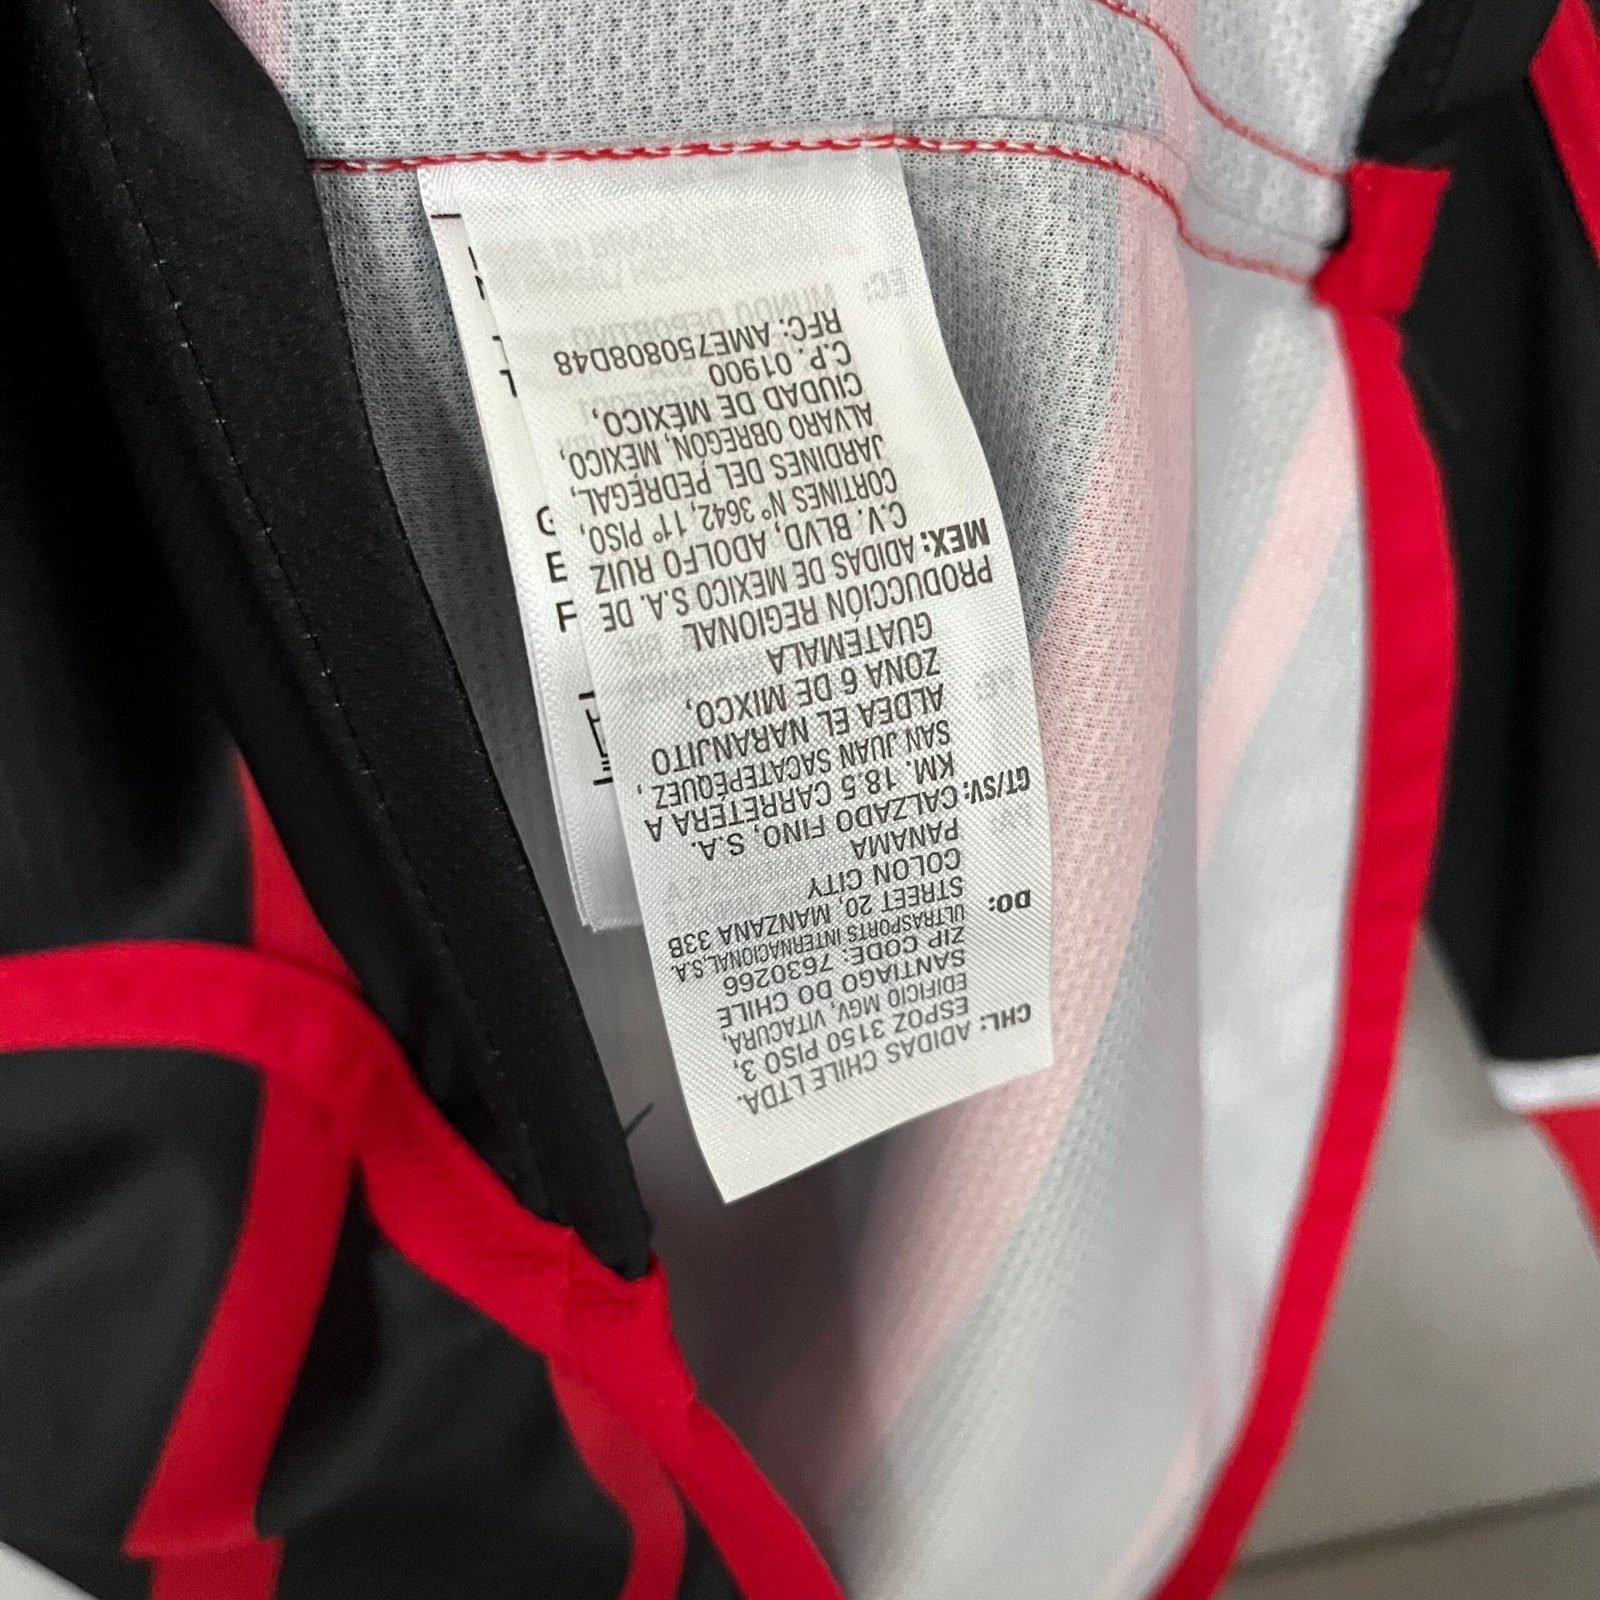 CHL: ADIDAS CHILE LTDA.
ESPOZ 3150 PISO 3,
EDIFICIO MGV, VITACURA,
SANTIAGO DO CHILE
ZIP CODE: 7630266
DO: ULTRASPORTS INTERNACIONAL,S.A.
STREET 20, MANZANA 33B
COLON CITY
PANAMA
GT/SV: CALZADO FINO, S.A.
KM. 18.5 CARRETERA A
SAN JUAN SACATEPÉQUEZ ,
ALDEA EL NARANJITO
ZONA 6 DE MIXCO,
GUATEMALA
PRODUCCIÓN REGIONAL
MEX: ADIDAS DE MEXICO S.A. DE
C.V. BLVD, ADOLFO RUIZ
CORTINES N° 3642, 11° PISO,
JARDINES DEL PEDREGAL,
ALVARO OBREGÓN, MÉXICO,
CIUDAD DE MÉXICO,
C.P. 01900
RFC: AME750808D48
E
F